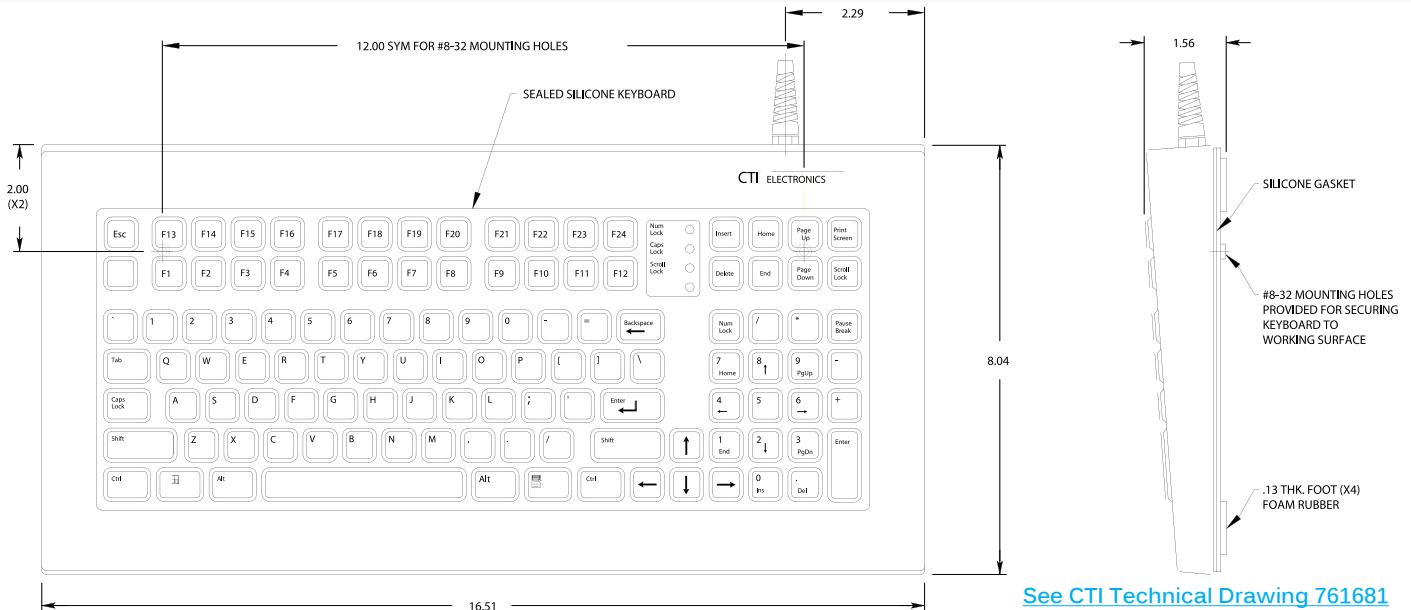 2.29
12.00 SYM FOR #8-32 MOUNTING HOLES
1.56
SEALED SILICONE KEYBOARD
2.00
(X2)
CTI ELECTRONICS
SILICONE GASKET
Esc F13 F14 F15 F16 F17 F18 F19 F20 F21 F22 F23 F24
Num
Lock
Caps
Lock
Scroll
Lock
Insert Home Page
Up Print
Screen
F1 F2 F3 F4 F5 F6 F7 F8 F9 F10 F11 F12
Delete End Page
Down Scroll
Lock
#8-32 MOUNTING HOLES
PROVIDED FOR SECURING
KEYBOARD TO
WORKING SURFACE
` 1 2 3 4 5 6 7 8 9 0 - = Backspace
Num
Lock / * Pause
Break
Tab Q W E R T Y U I O P [ ] \
7
Home 8 9
PgUp -
8.04
Caps
Lock A S D F G H J K L ; ' Enter
4 5 6 +
Shift Z X C V B N M , . / Shift
1
End 2 3
PgDn Enter
Ctrl Alt Alt Ctrl
0
Ins .
Del
.13 THK. FOOT (X4)
FOAM RUBBER
16.51
See CTI Technical Drawing 761681